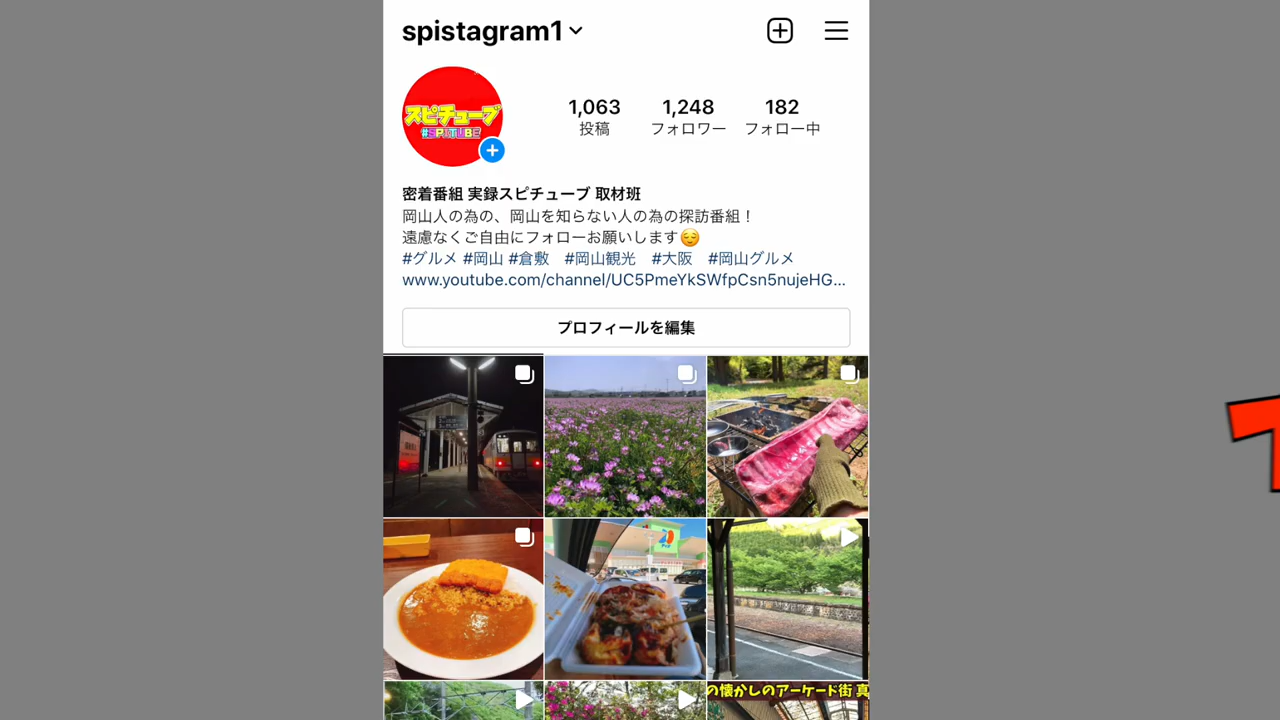 spistagram1
スピチューブ
#SPITUBE
1,063
投稿
1,248
フォロワー
182
フォロー中
密着番組 実録スピチューブ 取材班
岡山人の為の、岡山を知らない人の為の探訪番組！
遠慮なくご自由にフォローお願いします😌
#グルメ #岡山 #倉敷　#岡山観光　#大阪　#岡山グルメ
www.youtube.com/channel/UC5PmeYkSWfpCsn5nujeHG...
プロフィールを編集
の懐かしのアーケード街 真